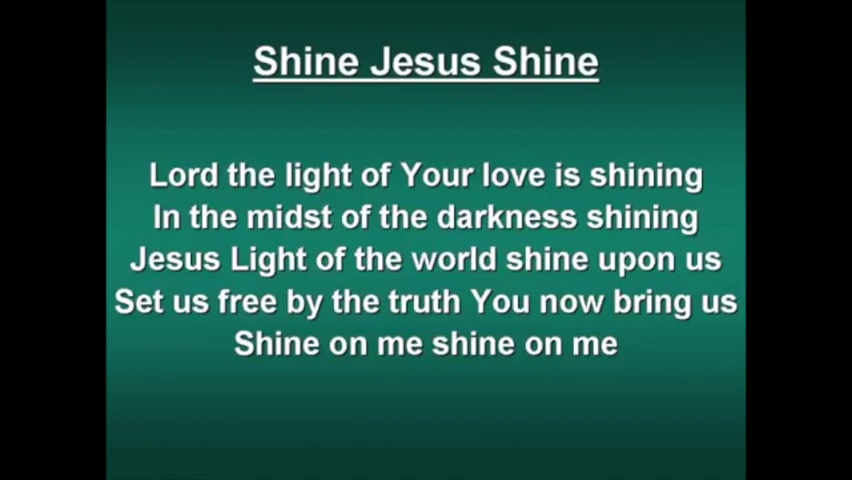 Shine Jesus Shine
Lord the light of Your love is shining
In the midst of the darkness shining
Jesus Light of the world shine upon us
Set us free by the truth You now bring us
Shine on me shine on me